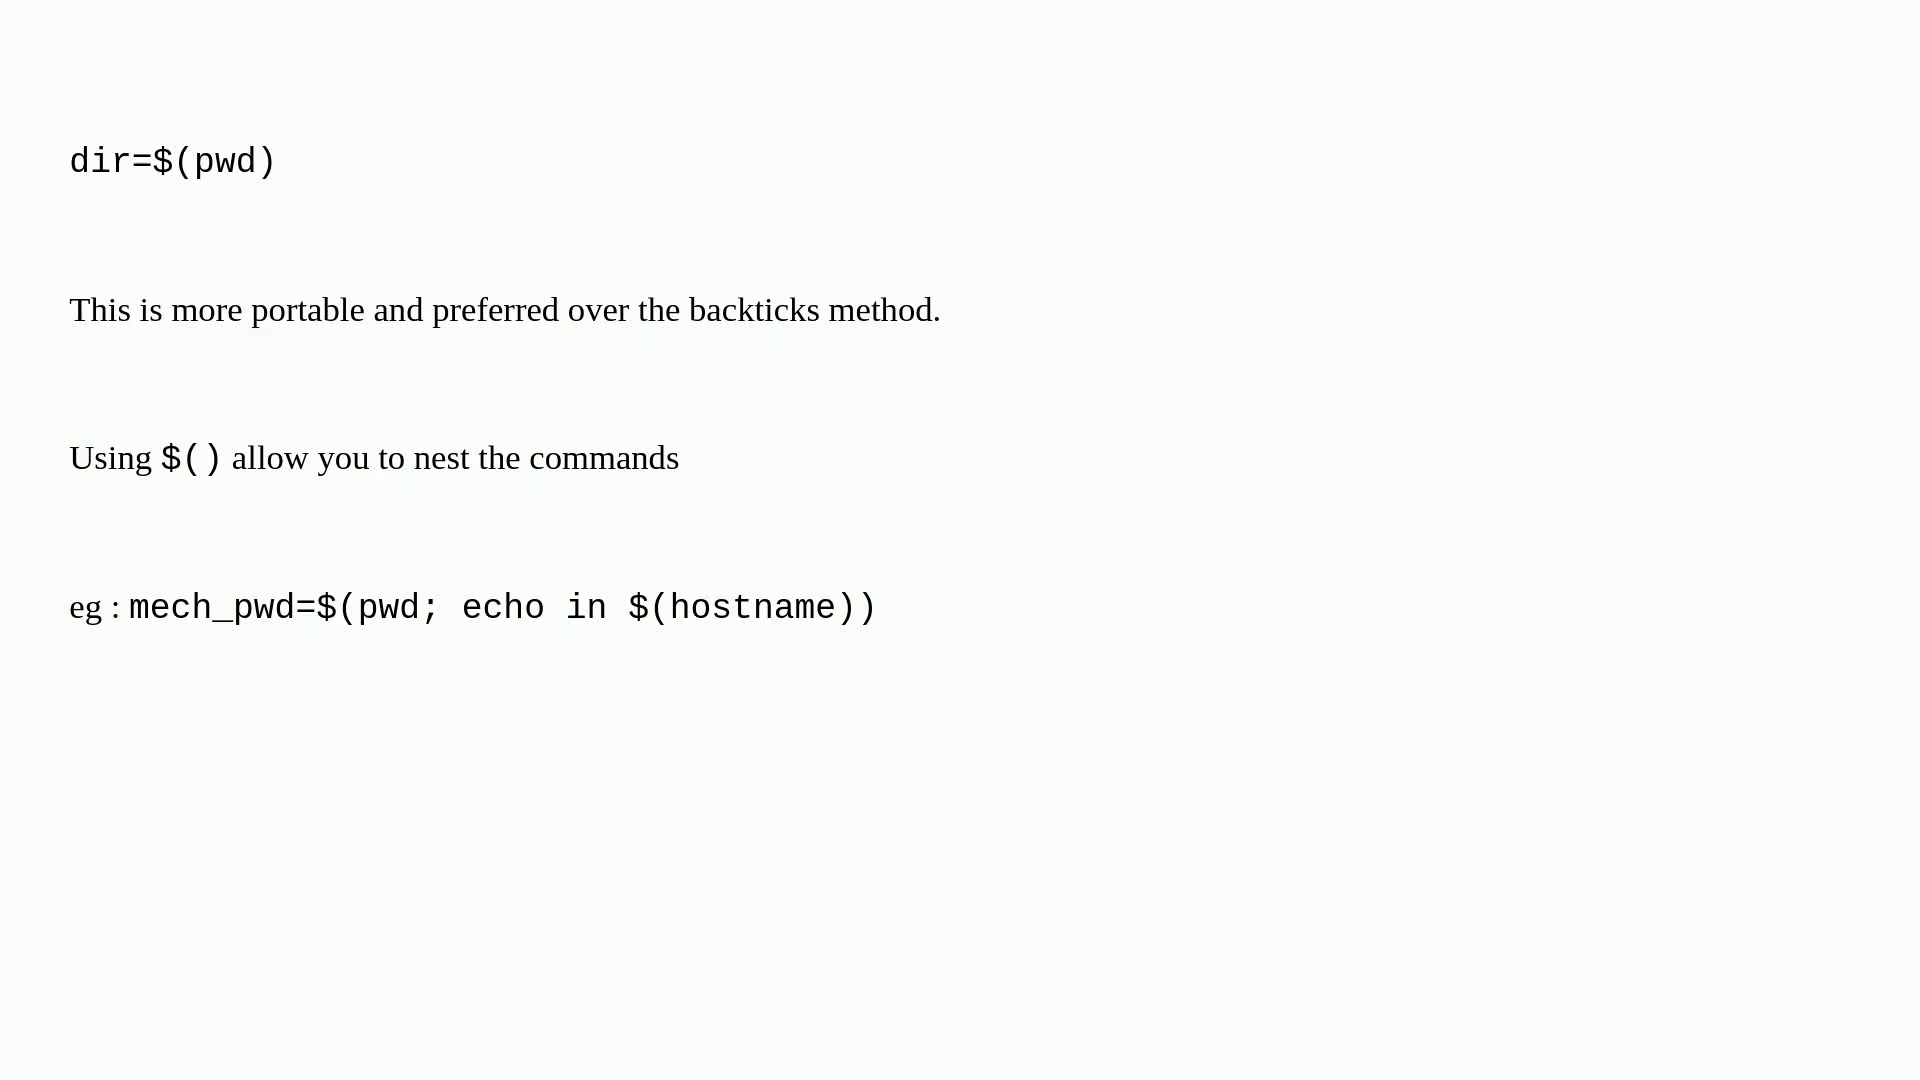 dir=$(pwd)
This is more portable and preferred over the backticks method.
Using $() allow you to nest the commands
eg : mech_pwd=$(pwd; echo in $(hostname))